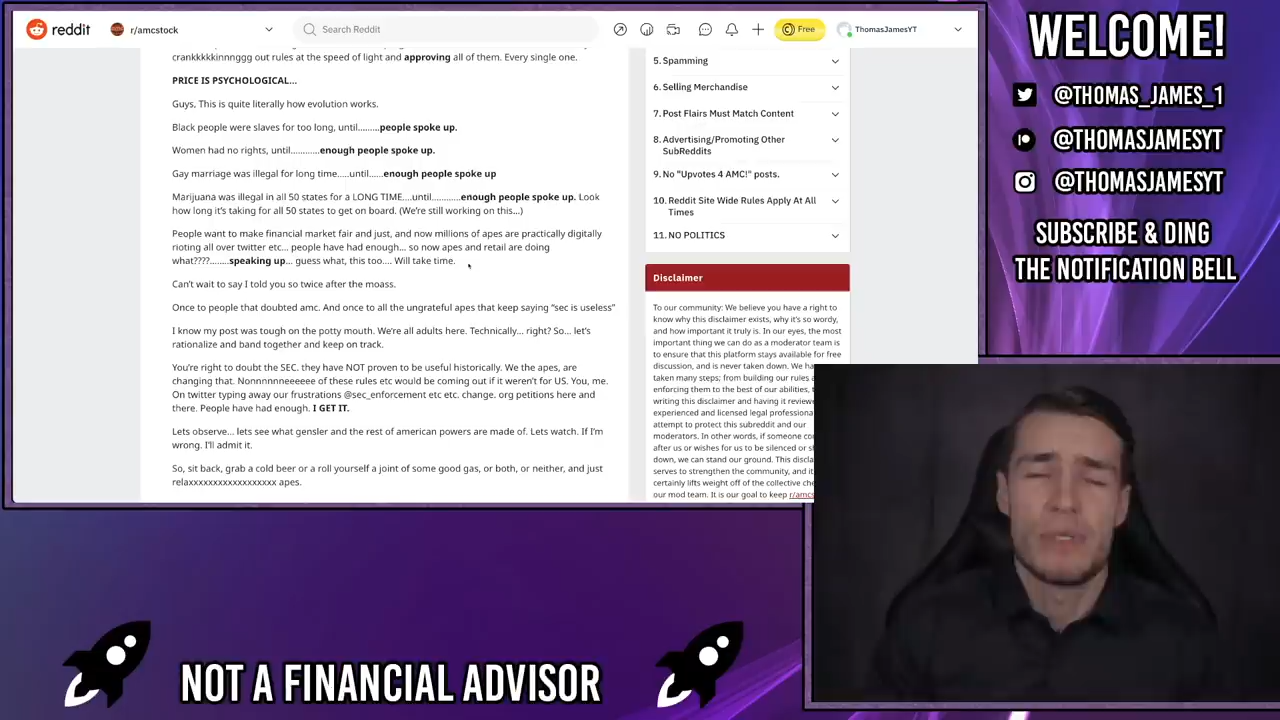 reddit
r/amcstock
Search Reddit
Free
ThomasJamesYT
crankkkkkinnnggg out rules at the speed of light and approving all of them. Every single one.
PRICE IS PSYCHOLOGICAL...
Guys, This is quite literally how evolution works.
Black people were slaves for too long, until.........people spoke up.
Women had no rights, until............enough people spoke up.
Gay marriage was illegal for long time.....until......enough people spoke up
Marijuana was illegal in all 50 states for a LONG TIME....until............enough people spoke up. Look
how long it's taking for all 50 states to get on board. (We're still working on this...)
People want to make financial market fair and just, and now millions of apes are practically digitally
rioting all over twitter etc... people have had enough... so now apes and retail are doing
what????........speaking up... guess what, this too.... Will take time.
Can't wait to say I told you so twice after the moass.
Once to people that doubted amc. And once to all the ungrateful apes that keep saying “sec is useless”
I know my post was tough on the potty mouth. We're all adults here. Technically... right? So... let's
rationalize and band together and keep on track.
You're right to doubt the SEC. they have NOT proven to be useful historically. We the apes, are
changing that. Nonnnnnneeeeee of these rules etc would be coming out if it weren't for US. You, me.
On twitter typing away our frustrations @sec_enforcement etc etc. change. org petitions here and
there. People have had enough. I GET IT.
Lets observe... lets see what gensler and the rest of american powers are made of. Lets watch. If I'm
wrong. I'll admit it.
So, sit back, grab a cold beer or a roll yourself a joint of some good gas, or both, or neither, and just
relaxxxxxxxxxxxxxxxxxx apes.
5. Spamming
6. Selling Merchandise
7. Post Flairs Must Match Content
8. Advertising/Promoting Other
SubReddits
9. No "Upvotes 4 AMC!" posts.
10. Reddit Site Wide Rules Apply At All
Times
11. NO POLITICS
Disclaimer
To our community: We believe you have a right to
know why this disclaimer exists, why it's so wordy,
and how important it truly is. In our eyes, the most
important thing we can do as a moderator team is
to ensure that this platform stays available for free
discussion, and is never taken down. We ha
taken many steps; from building our rules a
enforcing them to the best of our abilities, t
writing this disclaimer and having it reviewe
experienced and licensed legal professiona
attempt to protect this subreddit and our
moderators. In other words, if someone co
after us or wishes for us to be silenced or s
down, we can stand our ground. This discla
serves to strengthen the community, and it
certainly lifts weight off of the collective che
our mod team. It is our goal to keep r/amcs
WELCOME!
@THOMAS_JAMES_1
@THOMASJAMESYT
@THOMASJAMESYT
SUBSCRIBE & DING
THE NOTIFICATION BELL
NOT A FINANCIAL ADVISOR